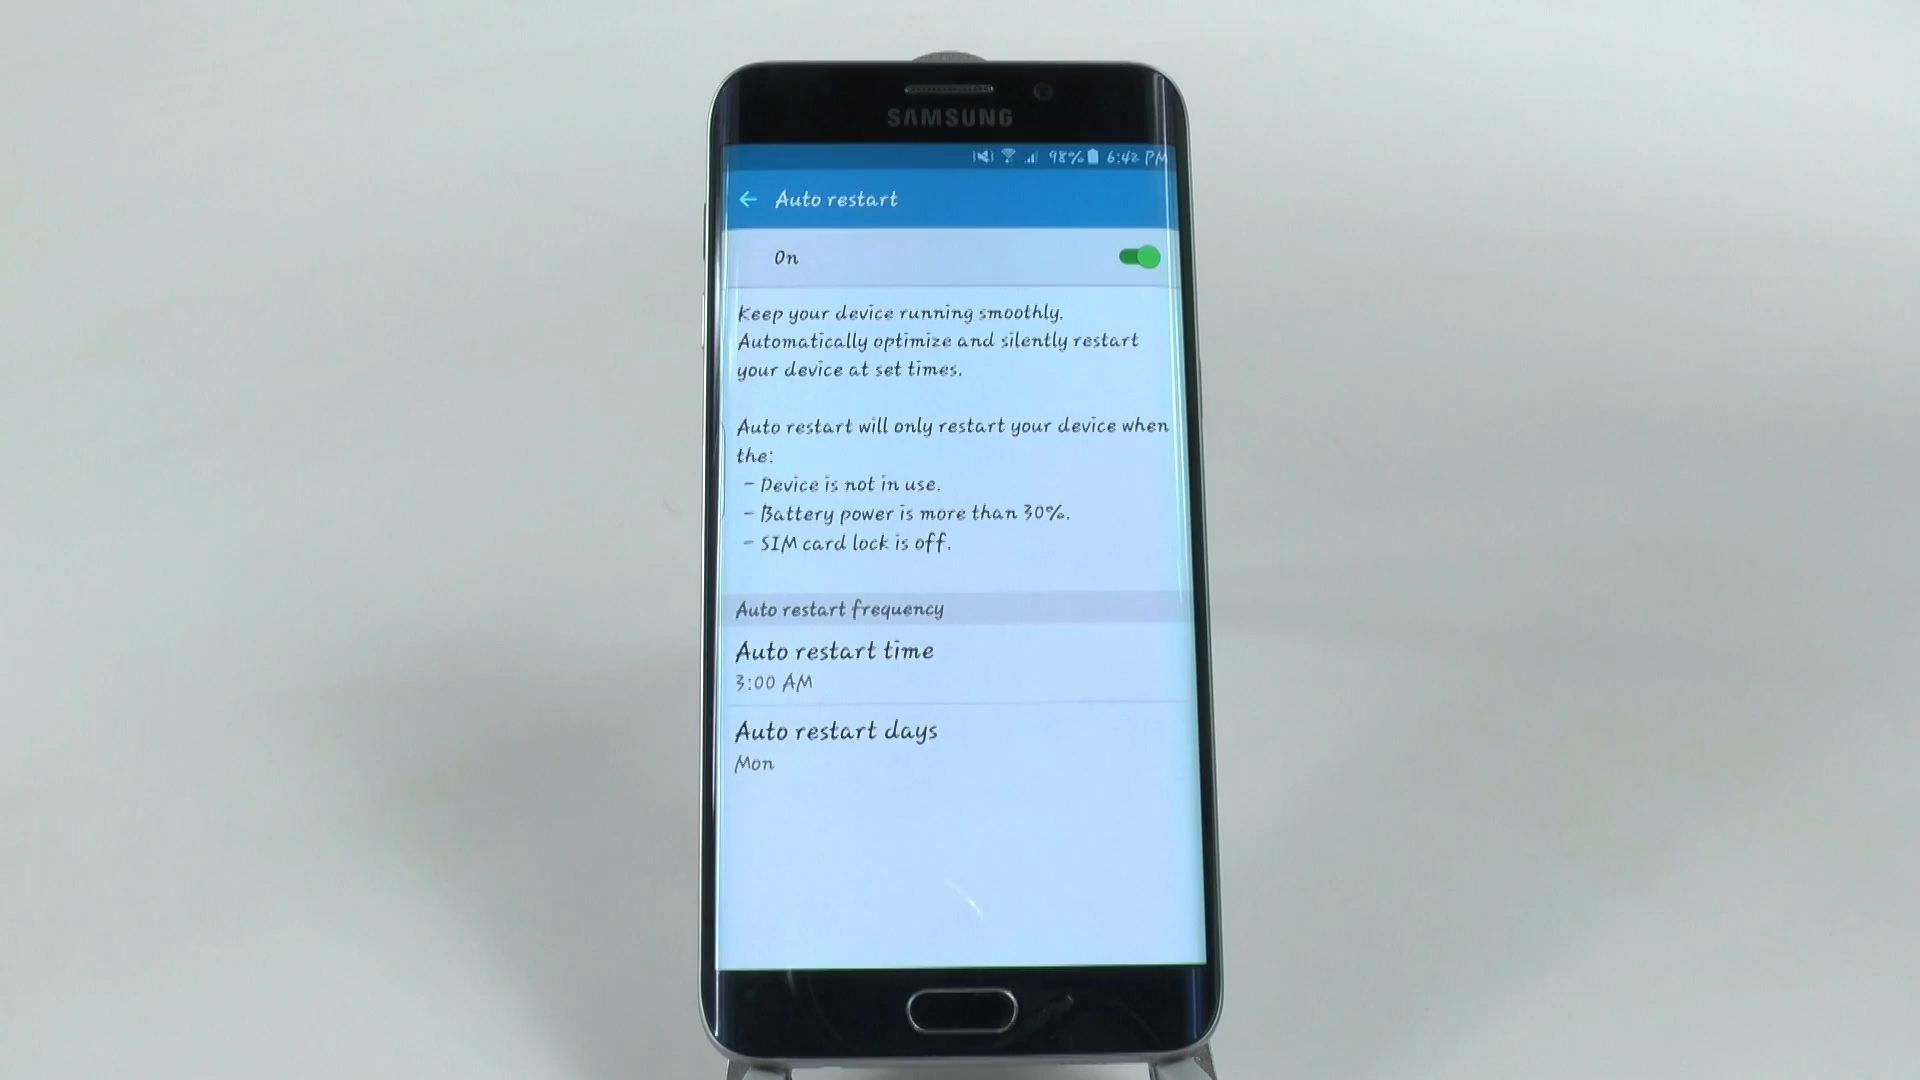 SAMSUNG
98% 6:42 PM
Auto restart
On
Keep your device running smoothly.
Automatically optimize and silently restart
your device at set times.
Auto restart will only restart your device when
the:
- Device is not in use.
- Battery power is more than 30%.
- SIM card lock is off.
Auto restart frequency
Auto restart time
3:00 AM
Auto restart days
Mon